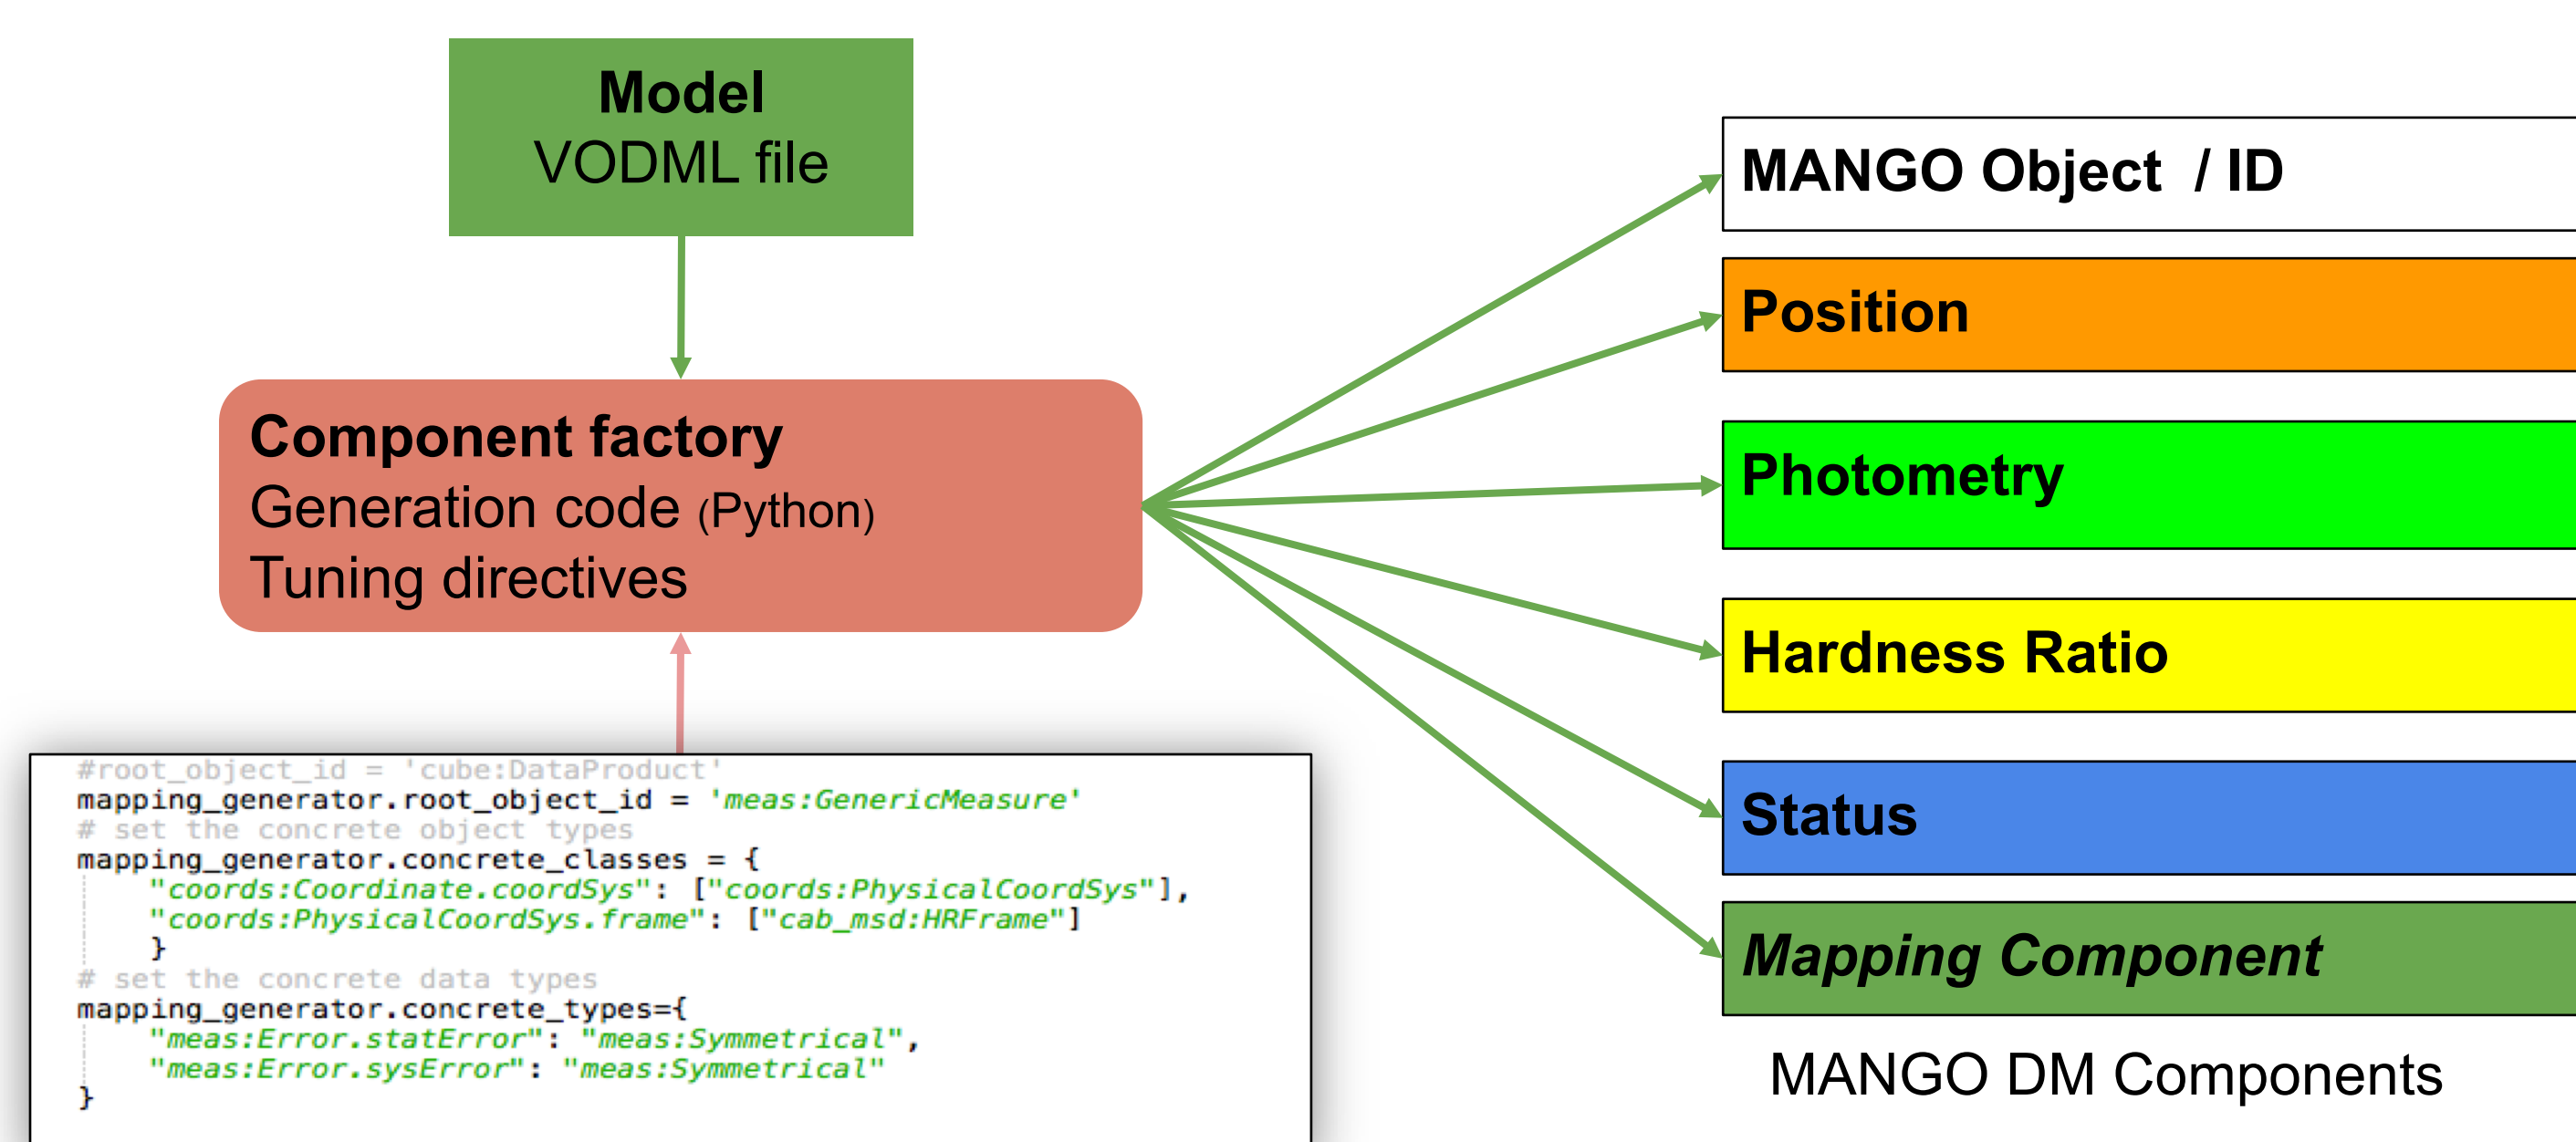 Model
VODML file
Component factory
Generation code (Python)
Tuning directives
#root_object_id = 'cube:DataProduct'
mapping_generator.root_object_id = 'meas:GenericMeasure'
# set the concrete object types
mapping_generator.concrete_classes = {
"coords:Coordinate.coordSys": ["coords:PhysicalCoordSys"],
"coords:PhysicalCoordSys.frame": ["cab_msd:HRFrame"]
}
# set the concrete data types
mapping_generator.concrete_types={
"meas:Error.statError": "meas:Symmetrical",
"meas:Error.sysError": "meas:Symmetrical"
}
MANGO Object / ID
Position
Photometry
Hardness Ratio
Status
Mapping Component
MANGO DM Components